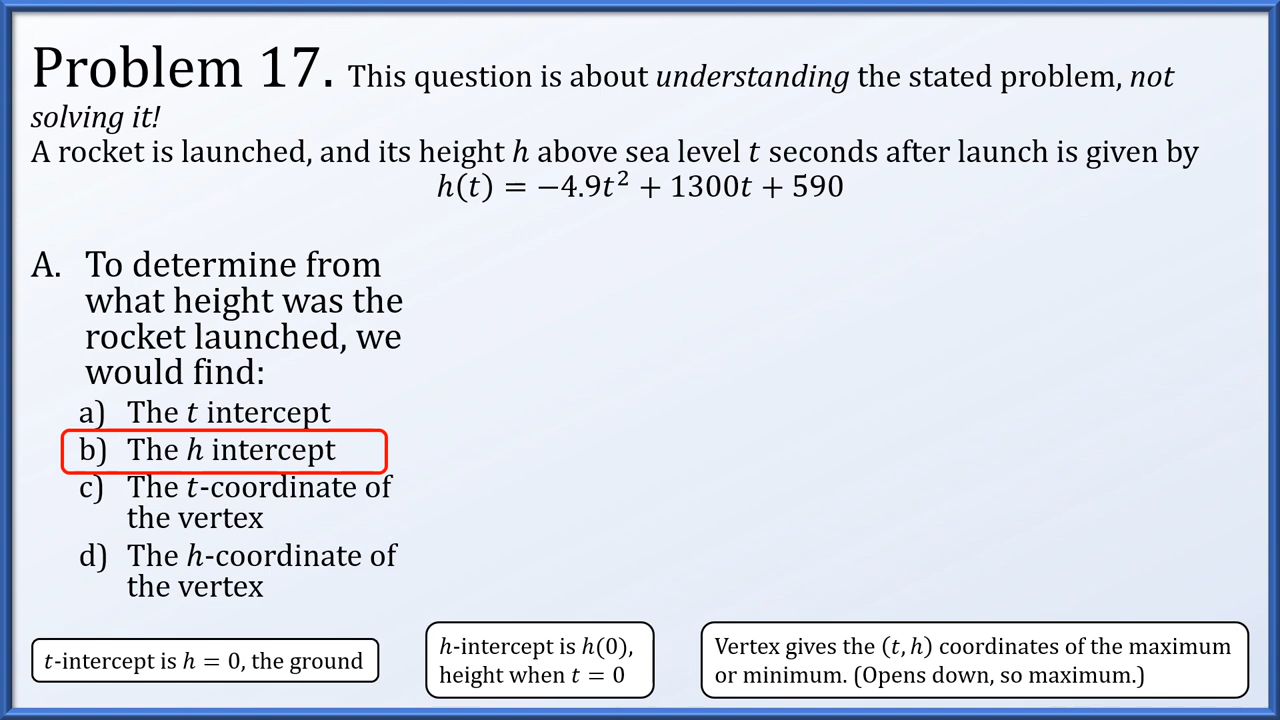 Problem 17. This question is about understanding the stated problem, not
solving it!
A rocket is launched, and its height h above sea level t seconds after launch is given by
h(t) = −4.9t² + 1300t + 590
A. To determine from
what height was the
rocket launched, we
would find:
a) The t intercept
b) The h intercept
c) The t-coordinate of
the vertex
d) The h-coordinate of
the vertex
t-intercept is h = 0, the ground
h-intercept is h(0),
height when t = 0
Vertex gives the (t, h) coordinates of the maximum
or minimum. (Opens down, so maximum.)